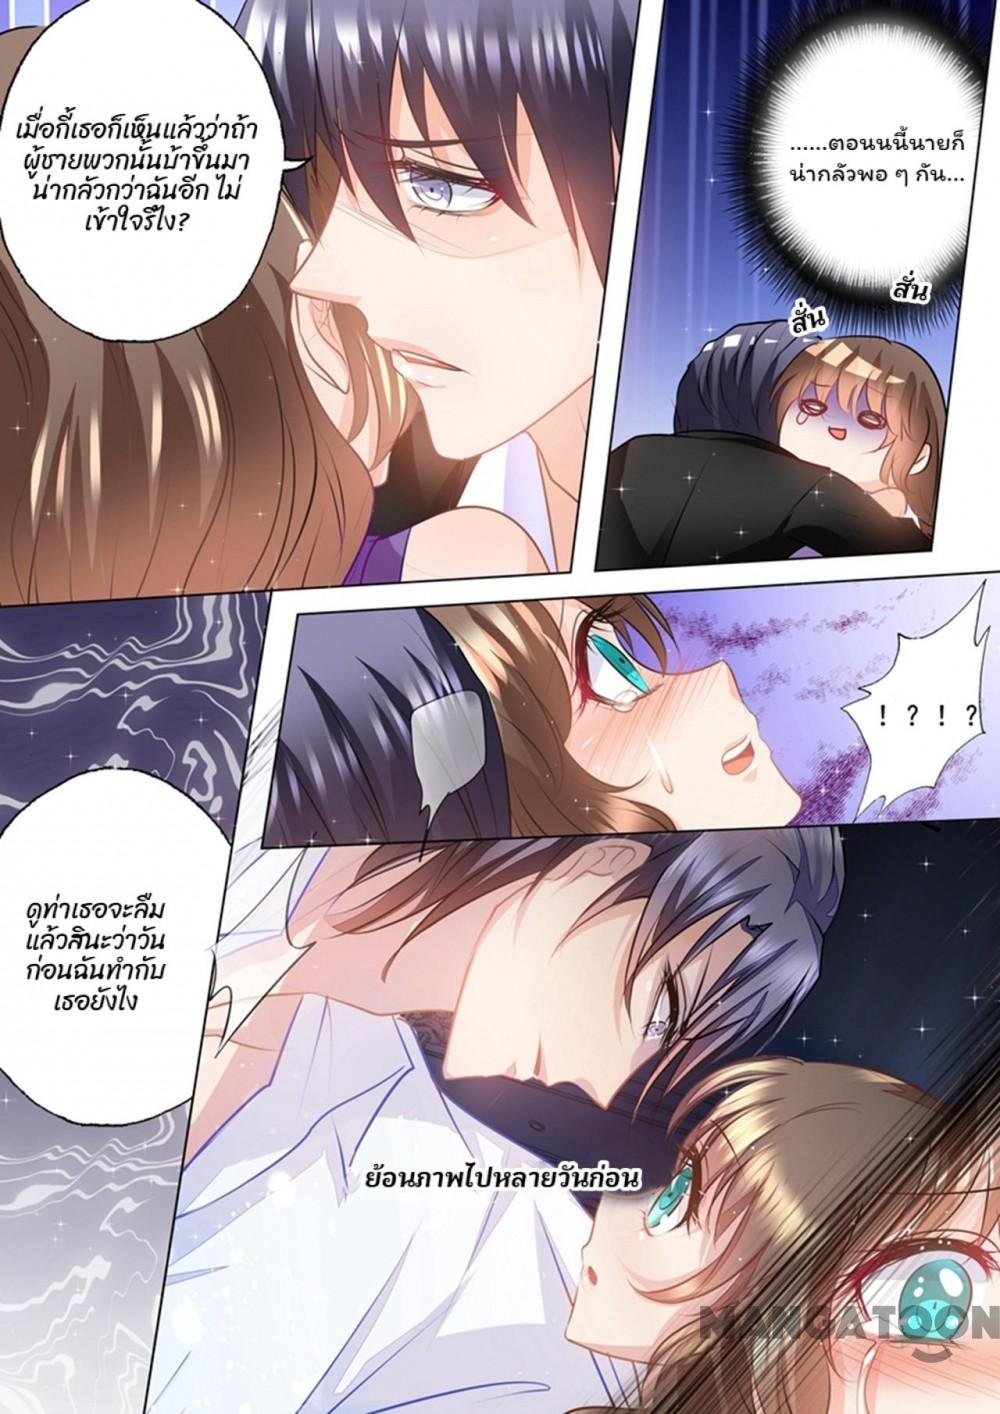 เมื่อกี้เธอก็เห็นแล้วว่าถ้า
ผู้ชายพวกนั้นบ้าขึ้นมา
น่ากลัวกว่าฉันอีก ไม่
เข้าใจรึไง?
......ตอนนนี้นายก็
น่ากลัวพอ ๆ กัน...
สั่น
สั่น
！？！？
ดูท่าเธอจะลืม
แล้วสินะว่าวัน
ก่อนฉันทำกับ
เธอยังไง
ย้อนภาพไปหลายวันก่อน
MANGATOON